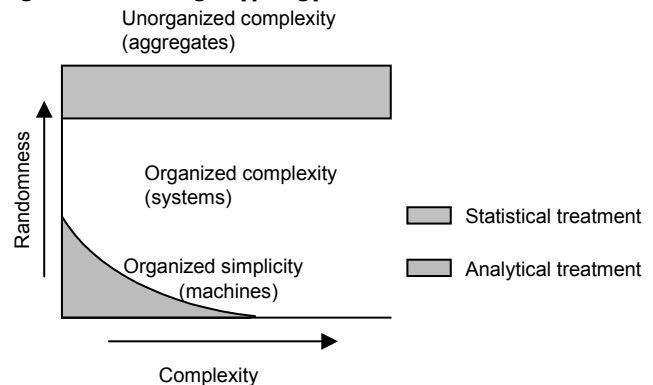 Unorganized complexity
(aggregates)
Randomness
Organized complexity
(systems)
Statistical treatment
Organized simplicity
(machines)
Analytical treatment
Complexity